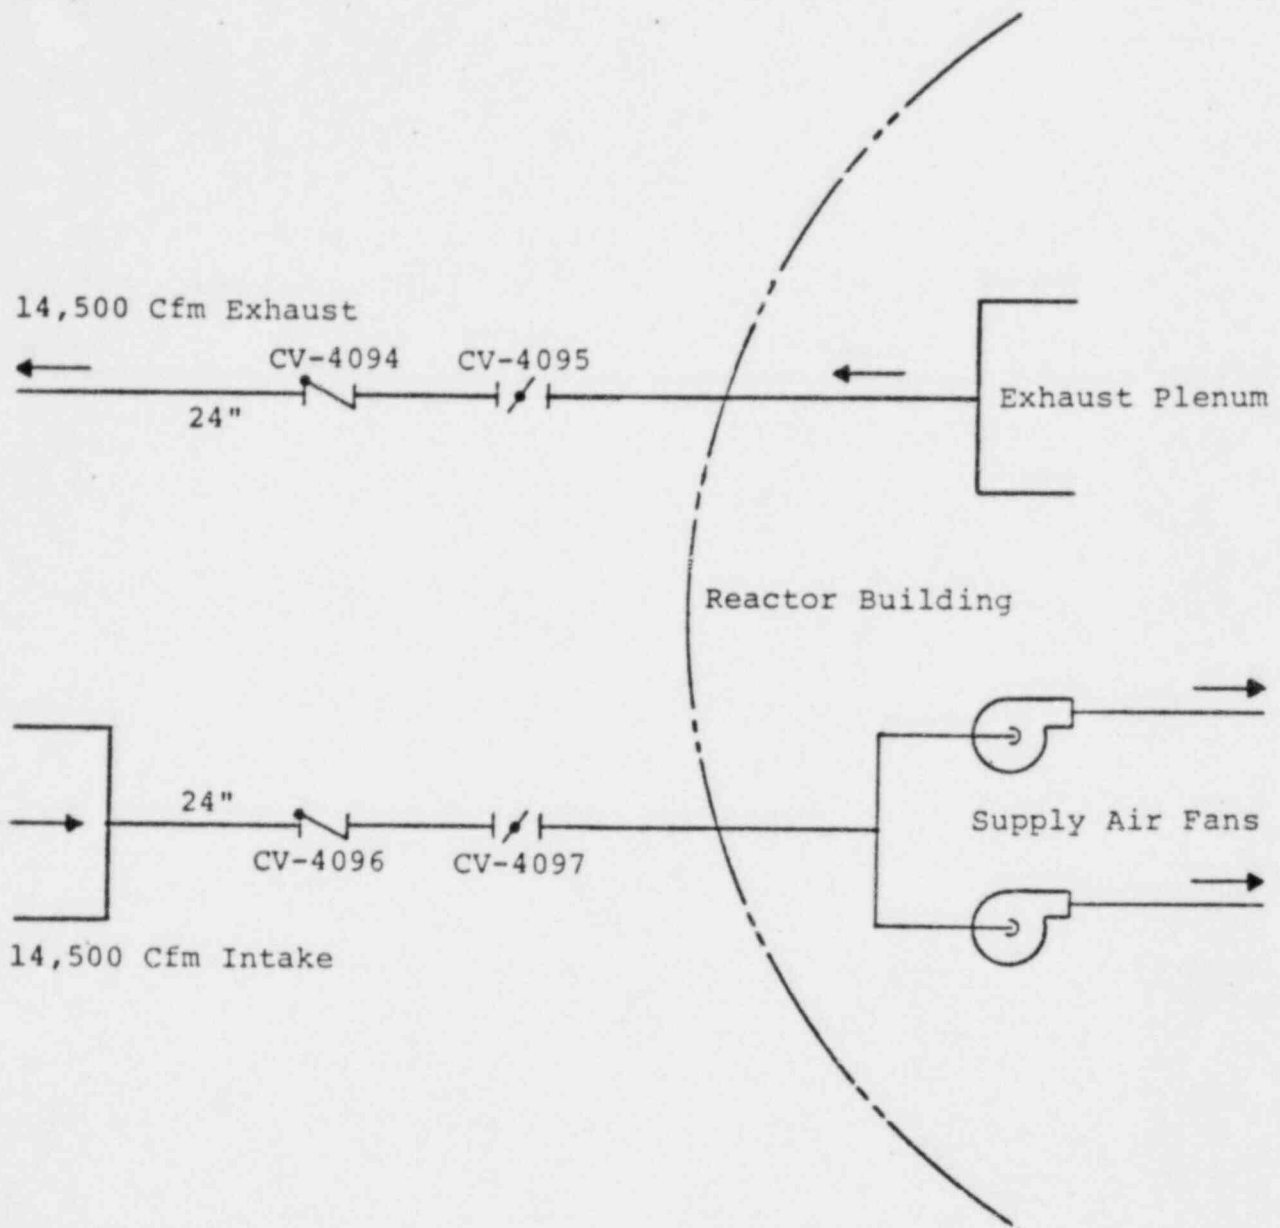 14,500 Cfm Exhaust
CV-4094
CV-4095
24"
Exhaust Plenum
Reactor Building
24"
CV-4096
CV-4097
Supply Air Fans
14,500 Cfm Intake